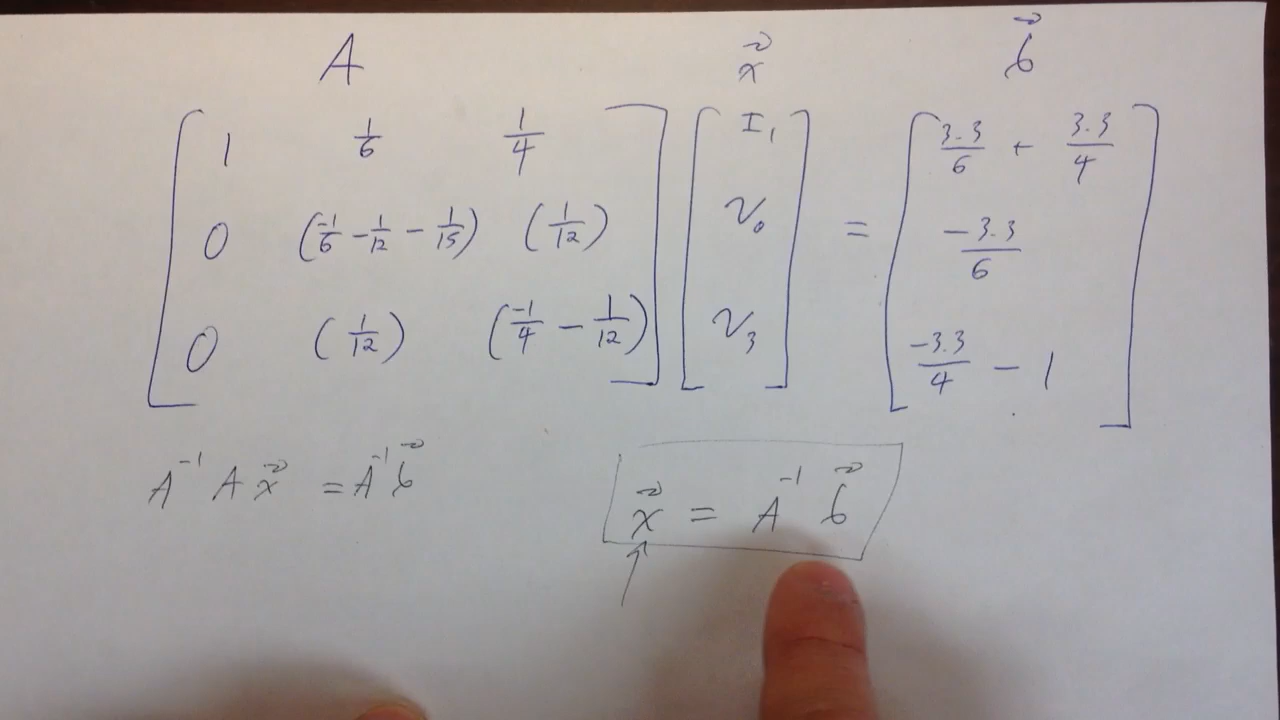 A x⃗ b⃗
1 1/6 1/4 I₁ 3.3/6 + 3.3/4
0 (-1/6 - 1/12 - 1/15) (1/12) V₀ = -3.3/6
0 (1/12) (-1/4 - 1/12) V₃ -3.3/4 - 1
A⁻¹ A x⃗ = A⁻¹ b⃗
x⃗ = A⁻¹ b⃗